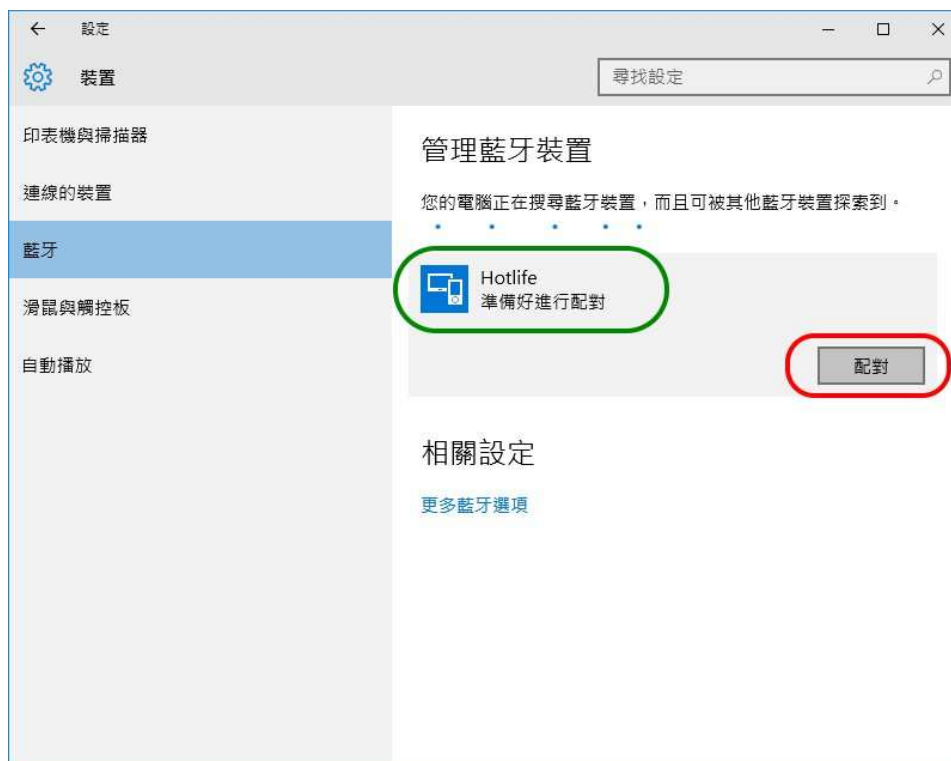 設定
裝置
尋找設定
印表機與掃描器
連線的裝置
藍牙
滑鼠與觸控板
自動播放
管理藍牙裝置
您的電腦正在搜尋藍牙裝置，而且可被其他藍牙裝置探索到。
Hotlife
準備好進行配對
配對
相關設定
更多藍牙選項